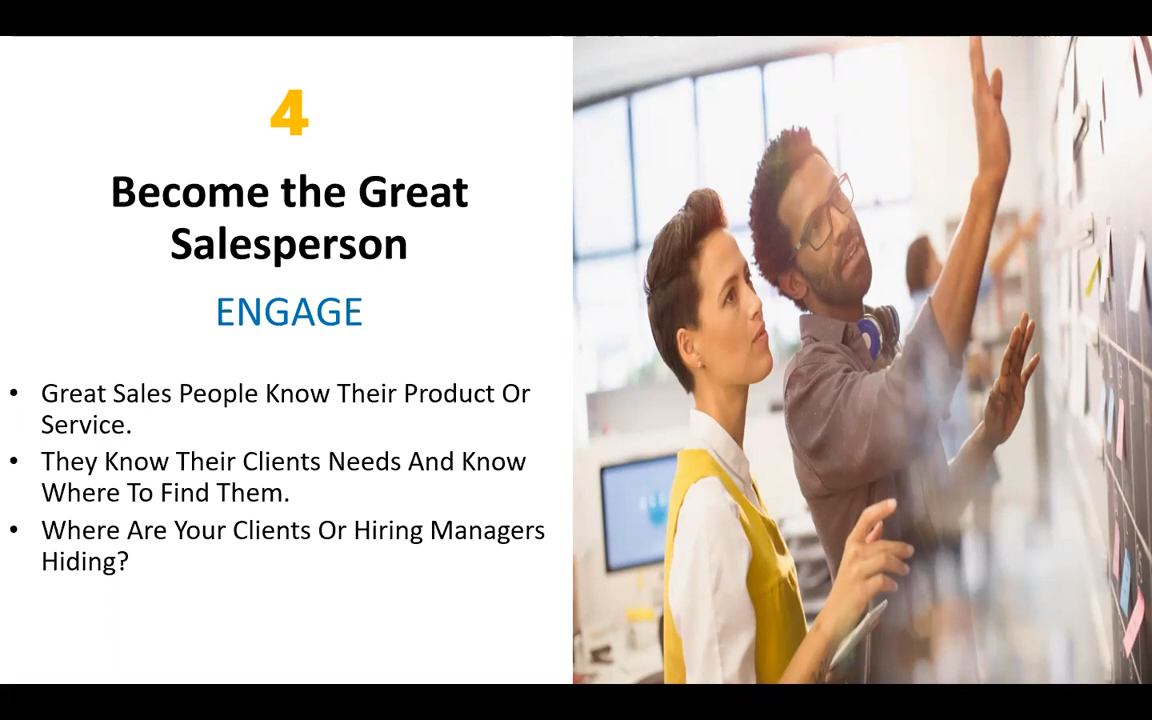 4
Become the Great
Salesperson
ENGAGE
• Great Sales People Know Their Product Or
Service.
• They Know Their Clients Needs And Know
Where To Find Them.
• Where Are Your Clients Or Hiring Managers
Hiding?